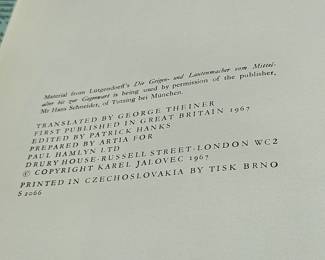 Material from Lütgendorff's Die Geigen- und Lautenmacher vom Mittel-
alter bis zur Gegenwart is being used by permission of the publisher,
Mr Hans Schneider, of Tutzing bei München.
TRANSLATED BY GEORGE THEINER
FIRST PUBLISHED IN GREAT BRITAIN 1967
EDITED BY PATRICK HANKS
PREPARED BY ARTIA FOR
PAUL HAMLYN LTD
DRURY HOUSE · RUSSELL STREET · LONDON WC2
© COPYRIGHT KAREL JALOVEC 1967
PRINTED IN CZECHOSLOVAKIA BY TISK BRNO
S 2066